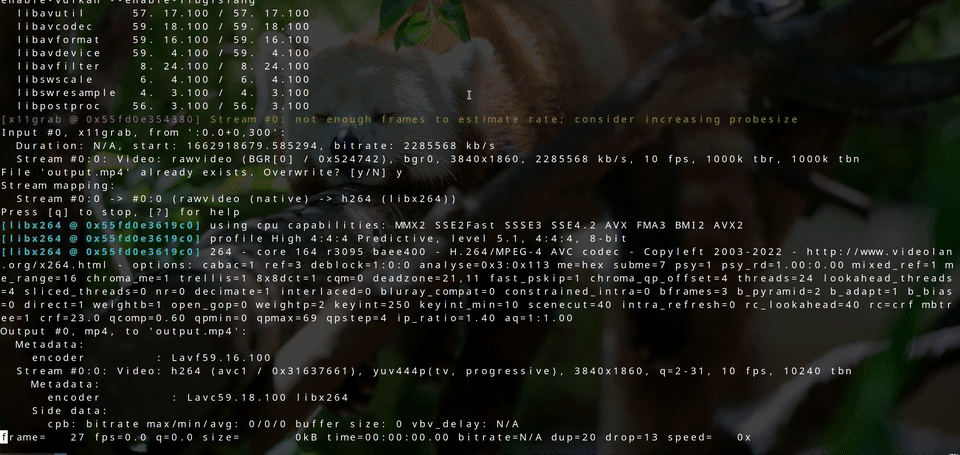 enable-vulkan --enable-libglslang
libavutil 57. 17.100 / 57. 17.100
libavcodec 59. 18.100 / 59. 18.100
libavformat 59. 16.100 / 59. 16.100
libavdevice 59. 4.100 / 59. 4.100
libavfilter 8. 24.100 / 8. 24.100
libswscale 6. 4.100 / 6. 4.100
libswresample 4. 3.100 / 4. 3.100
libpostproc 56. 3.100 / 56. 3.100
[x11grab @ 0x55fd0e354380] Stream #0: not enough frames to estimate rate; consider increasing probesize
Input #0, x11grab, from ':0.0+0,300':
Duration: N/A, start: 1662918679.585294, bitrate: 2285568 kb/s
Stream #0:0: Video: rawvideo (BGR[0] / 0x524742), bgr0, 3840x1860, 2285568 kb/s, 10 fps, 1000k tbr, 1000k tbn
File 'output.mp4' already exists. Overwrite? [y/N] y
Stream mapping:
Stream #0:0 -> #0:0 (rawvideo (native) -> h264 (libx264))
Press [q] to stop, [?] for help
[libx264 @ 0x55fd0e3619c0] using cpu capabilities: MMX2 SSE2Fast SSSE3 SSE4.2 AVX FMA3 BMI2 AVX2
[libx264 @ 0x55fd0e3619c0] profile High 4:4:4 Predictive, level 5.1, 4:4:4, 8-bit
[libx264 @ 0x55fd0e3619c0] 264 - core 164 r3095 baee400 - H.264/MPEG-4 AVC codec - Copyleft 2003-2022 - http://www.videolan
.org/x264.html - options: cabac=1 ref=3 deblock=1:0:0 analyse=0x3:0x113 me=hex subme=7 psy=1 psy_rd=1.00:0.00 mixed_ref=1 m
e_range=16 chroma_me=1 trellis=1 8x8dct=1 cqm=0 deadzone=21,11 fast_pskip=1 chroma_qp_offset=4 threads=24 lookahead_threads
=4 sliced_threads=0 nr=0 decimate=1 interlaced=0 bluray_compat=0 constrained_intra=0 bframes=3 b_pyramid=2 b_adapt=1 b_bias
=0 direct=1 weightb=1 open_gop=0 weightp=2 keyint=250 keyint_min=10 scenecut=40 intra_refresh=0 rc_lookahead=40 rc=crf mbtr
ee=1 crf=23.0 qcomp=0.60 qpmin=0 qpmax=69 qpstep=4 ip_ratio=1.40 aq=1:1.00
Output #0, mp4, to 'output.mp4':
Metadata:
encoder : Lavf59.16.100
Stream #0:0: Video: h264 (avc1 / 0x31637661), yuv444p(tv, progressive), 3840x1860, q=2-31, 10 fps, 10240 tbn
Metadata:
encoder : Lavc59.18.100 libx264
Side data:
cpb: bitrate max/min/avg: 0/0/0 buffer size: 0 vbv_delay: N/A
frame= 27 fps=0.0 q=0.0 size= 0kB time=00:00:00.00 bitrate=N/A dup=20 drop=13 speed= 0x